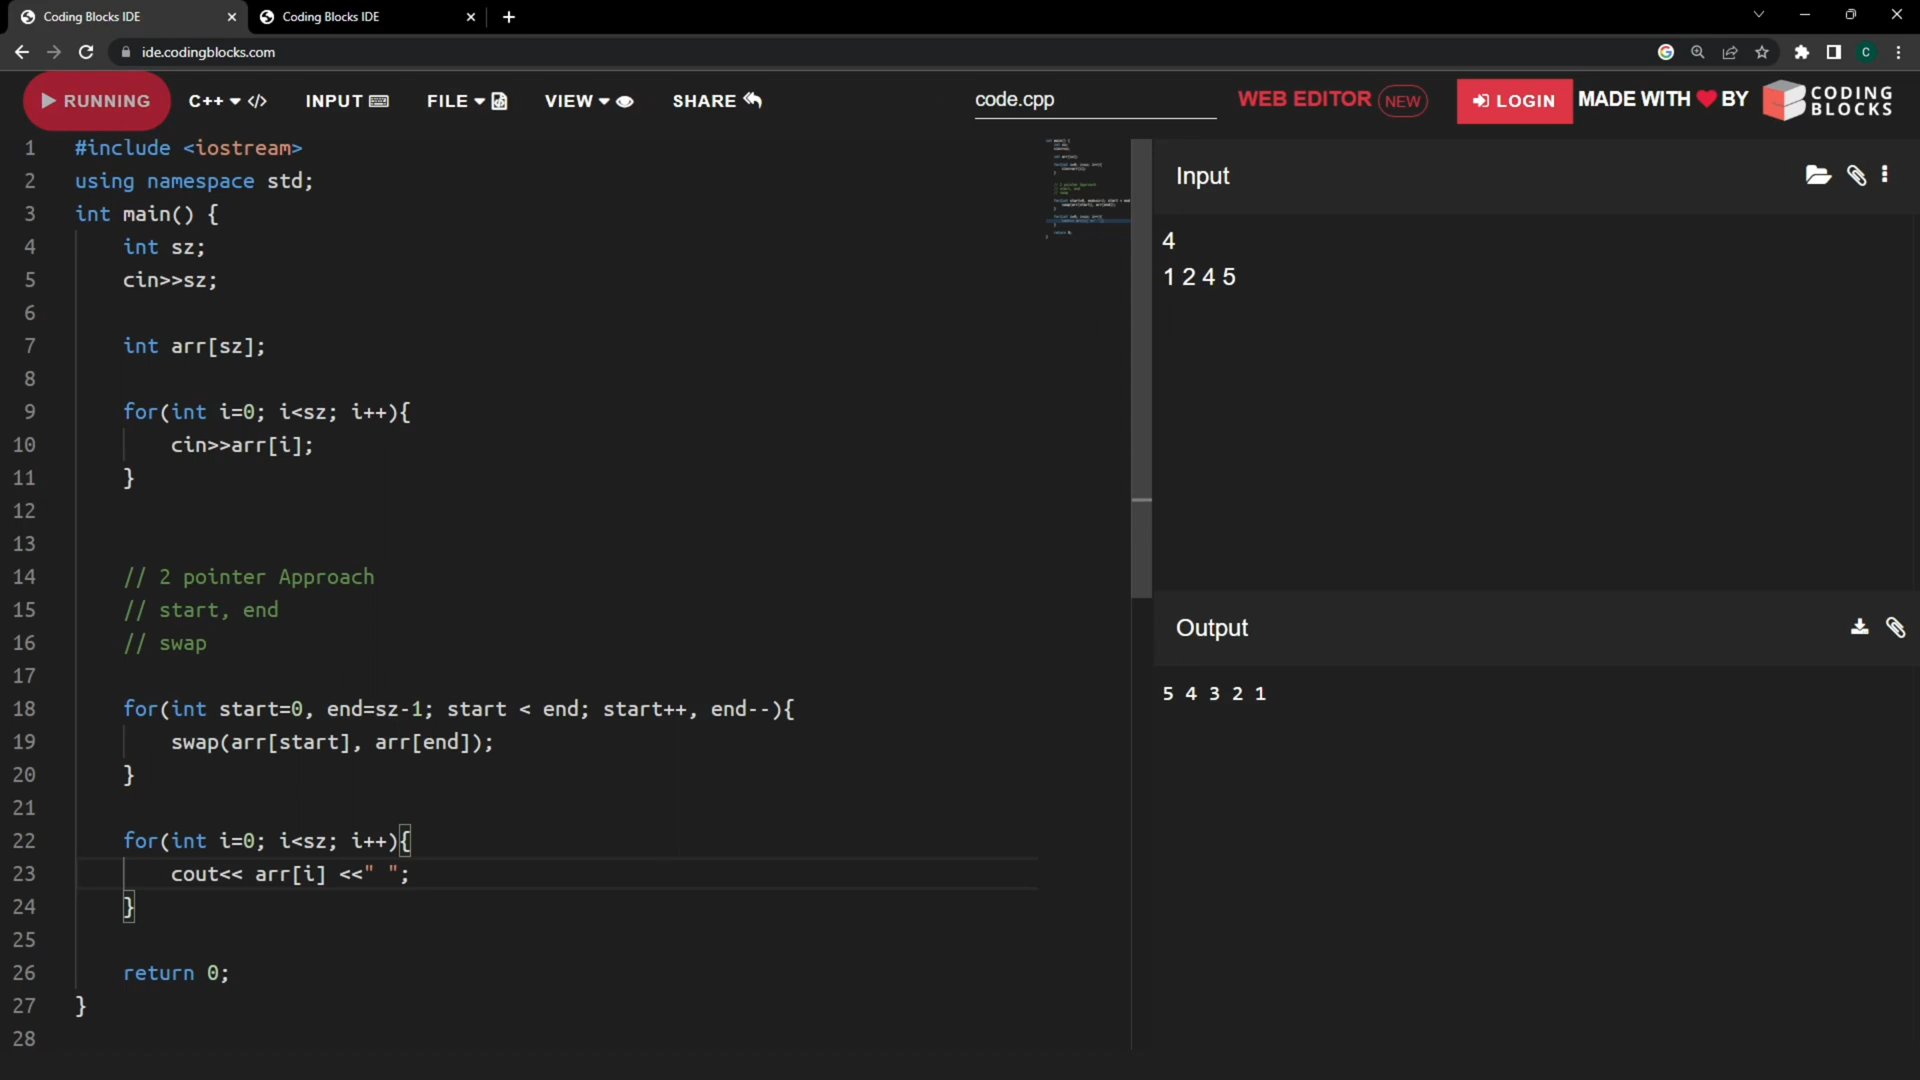 Coding Blocks IDE
Coding Blocks IDE
ide.codingblocks.com
C
RUNNING
C++
</>
INPUT
FILE
VIEW
SHARE
code.cpp
WEB EDITOR NEW
LOGIN
MADE WITH BY
CODING
BLOCKS
1 #include <iostream>
2 using namespace std;
3 int main() {
4 int sz;
5 cin>>sz;
6
7 int arr[sz];
8
9 for(int i=0; i<sz; i++){
10 cin>>arr[i];
11 }
12
13
14 // 2 pointer Approach
15 // start, end
16 // swap
17
18 for(int start=0, end=sz-1; start < end; start++, end--){
19 swap(arr[start], arr[end]);
20 }
21
22 for(int i=0; i<sz; i++){
23 cout<< arr[i] <<" ";
24 }
25
26 return 0;
27 }
28
Input
4
1 2 4 5
Output
5 4 3 2 1